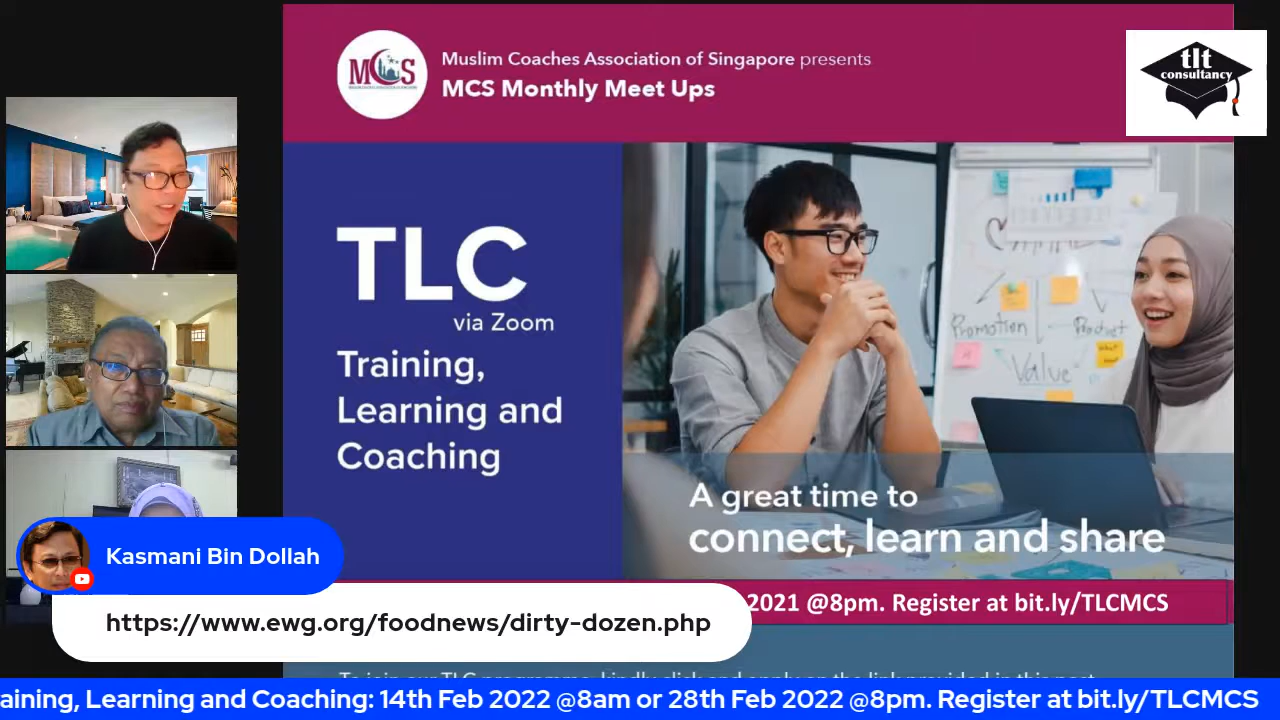 MCS
Muslim Coaches Association of Singapore presents
MCS Monthly Meet Ups
tlt
consultancy
TLC
via Zoom
Training,
Learning and
Coaching
Promotion
Product
Value
A great time to
connect, learn and share
2021 @8pm. Register at bit.ly/TLCMCS
Kasmani Bin Dollah
https://www.ewg.org/foodnews/dirty-dozen.php
raining, Learning and Coaching: 14th Feb 2022 @8am or 28th Feb 2022 @8pm. Register at bit.ly/TLCMCS